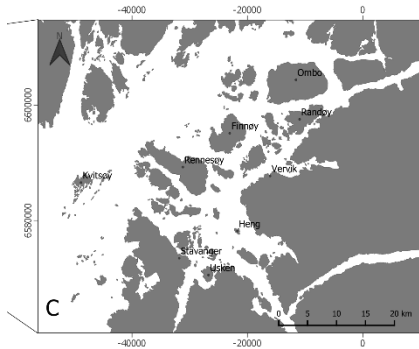 -40000 -20000 0
N
Ombo
6600000
Randøy
Finnøy
Rennesøy
Vervik
Kvitsøy
Heng
6580000
Stavanger
Usken
C
0 5 10 20 km
-40000 -20000 0